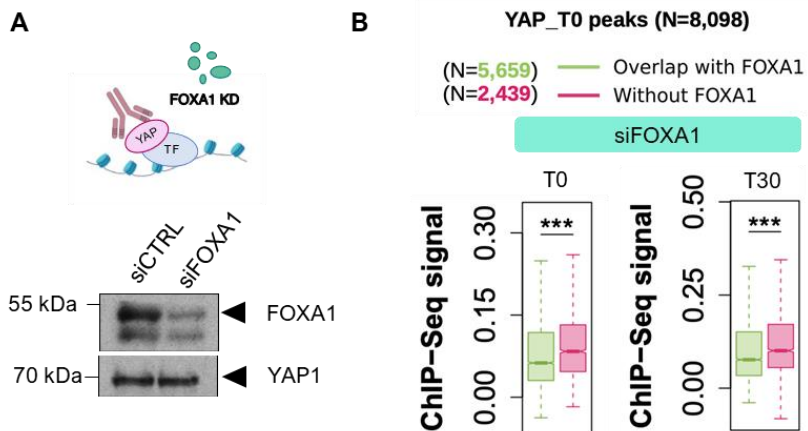 A
FOXA1 KD
YAP
TF
siCTRL
siFOXA1
55 kDa
FOXA1
70 kDa
YAP1
B
YAP_T0 peaks (N=8,098)
(N=5,659) Overlap with FOXA1
(N=2,439) Without FOXA1
siFOXA1
T0
ChIP–Seq signal
0.30
0.15
0.00
***
T30
ChIP–Seq signal
0.50
0.25
0.00
***